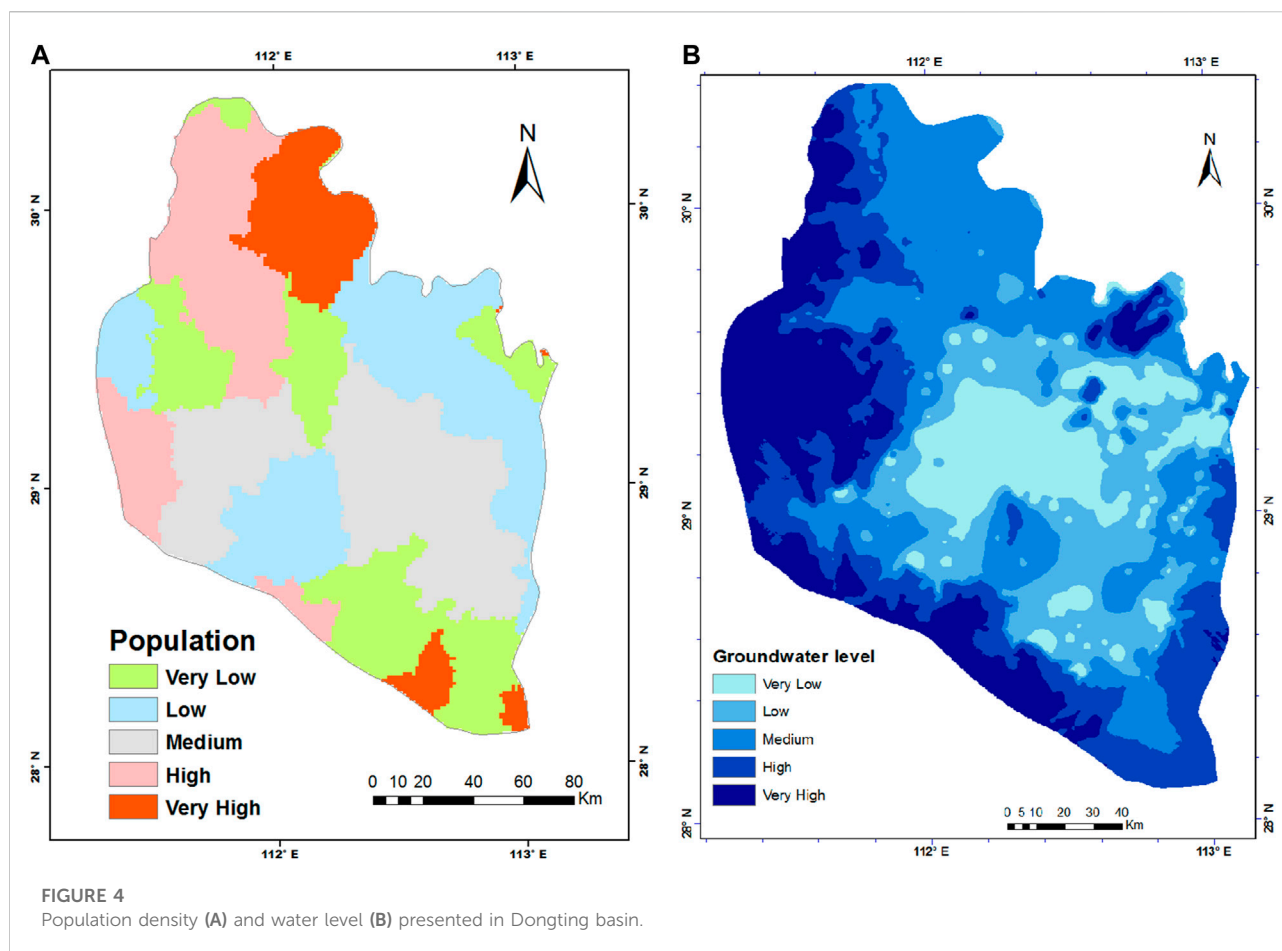 A
112° E
113° E
N
30° N
30° N
29° N
29° N
28° N
28° N
Population
Very Low
Low
Medium
High
Very High
0 10 20 40 60 80
Km
112° E
113° E
B
112° E
113° E
N
30° N
30° N
29° N
29° N
28° N
28° N
Groundwater level
Very Low
Low
Medium
High
Very High
0 5 10 20 30 40
Km
112° E
113° E
FIGURE 4
Population density (A) and water level (B) presented in Dongting basin.